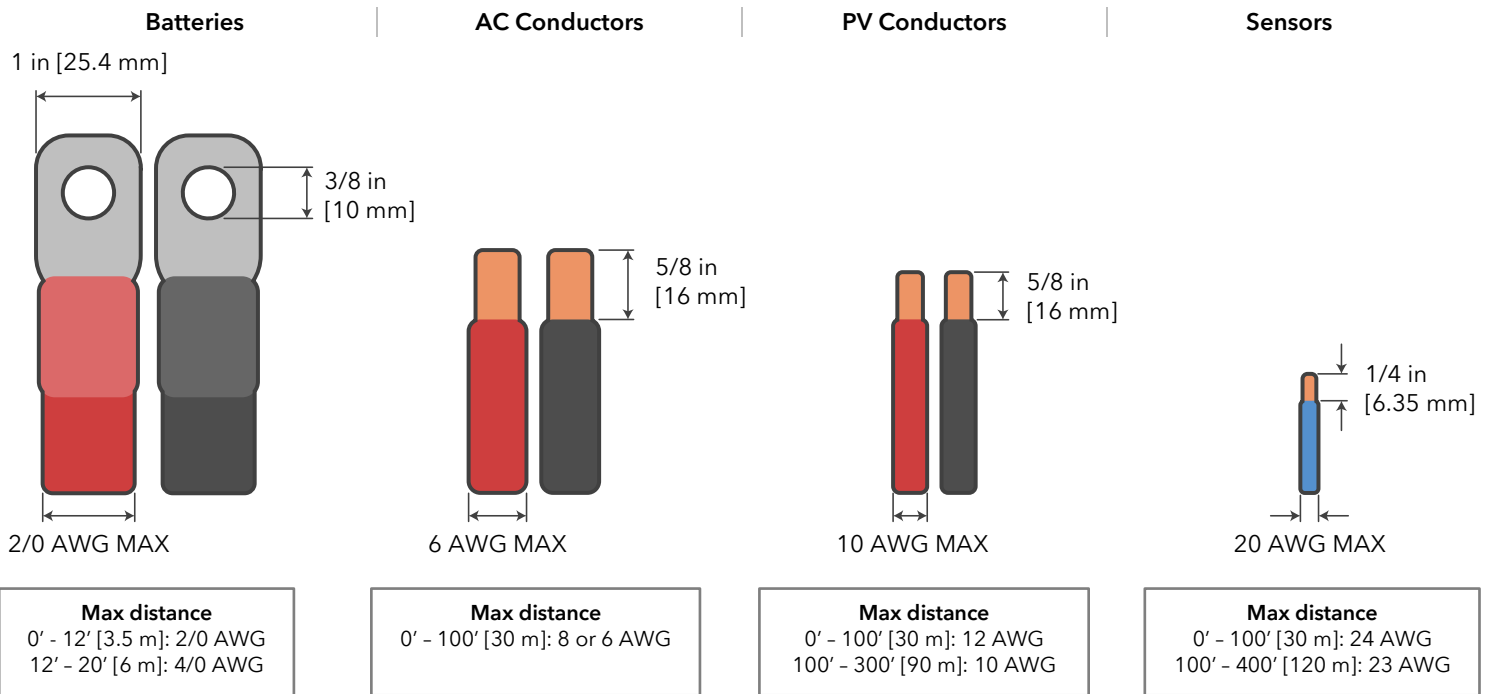 Batteries
AC Conductors
PV Conductors
Sensors
1 in [25.4 mm]
3/8 in
[10 mm]
5/8 in
[16 mm]
5/8 in
[16 mm]
1/4 in
[6.35 mm]
2/0 AWG MAX
6 AWG MAX
10 AWG MAX
20 AWG MAX
Max distance
0’ - 12’ [3.5 m]: 2/0 AWG
12’ – 20’ [6 m]: 4/0 AWG
Max distance
0’ – 100’ [30 m]: 8 or 6 AWG
Max distance
0’ – 100’ [30 m]: 12 AWG
100’ – 300’ [90 m]: 10 AWG
Max distance
0’ – 100’ [30 m]: 24 AWG
100’ – 400’ [120 m]: 23 AWG